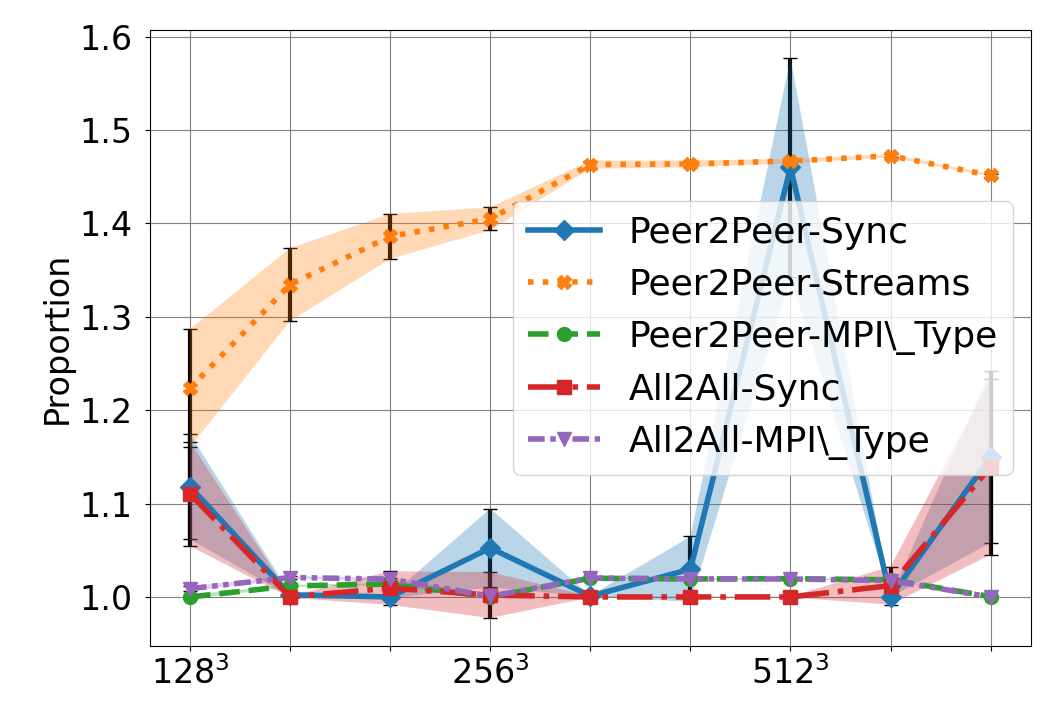 1.6
1.5
1.4
1.3
1.2
1.1
1.0
Proportion
Peer2Peer-Sync
Peer2Peer-Streams
Peer2Peer-MPI\_Type
All2All-Sync
All2All-MPI\_Type
128³ 256³ 512³